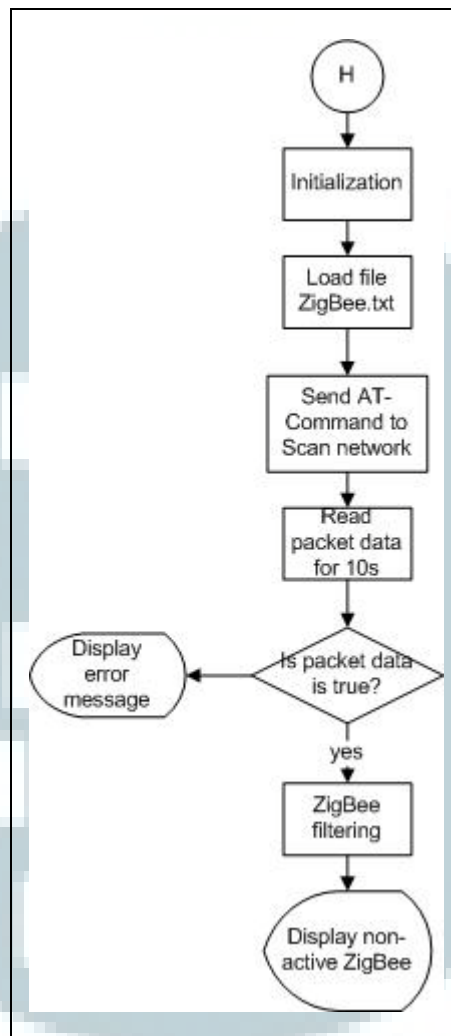 H
Initialization
Load file
ZigBee.txt
Send AT-
Command to
Scan network
Read
packet data
for 10s
Is packet data
is true?
Display
error
message
yes
ZigBee
filtering
Display non-
active ZigBee